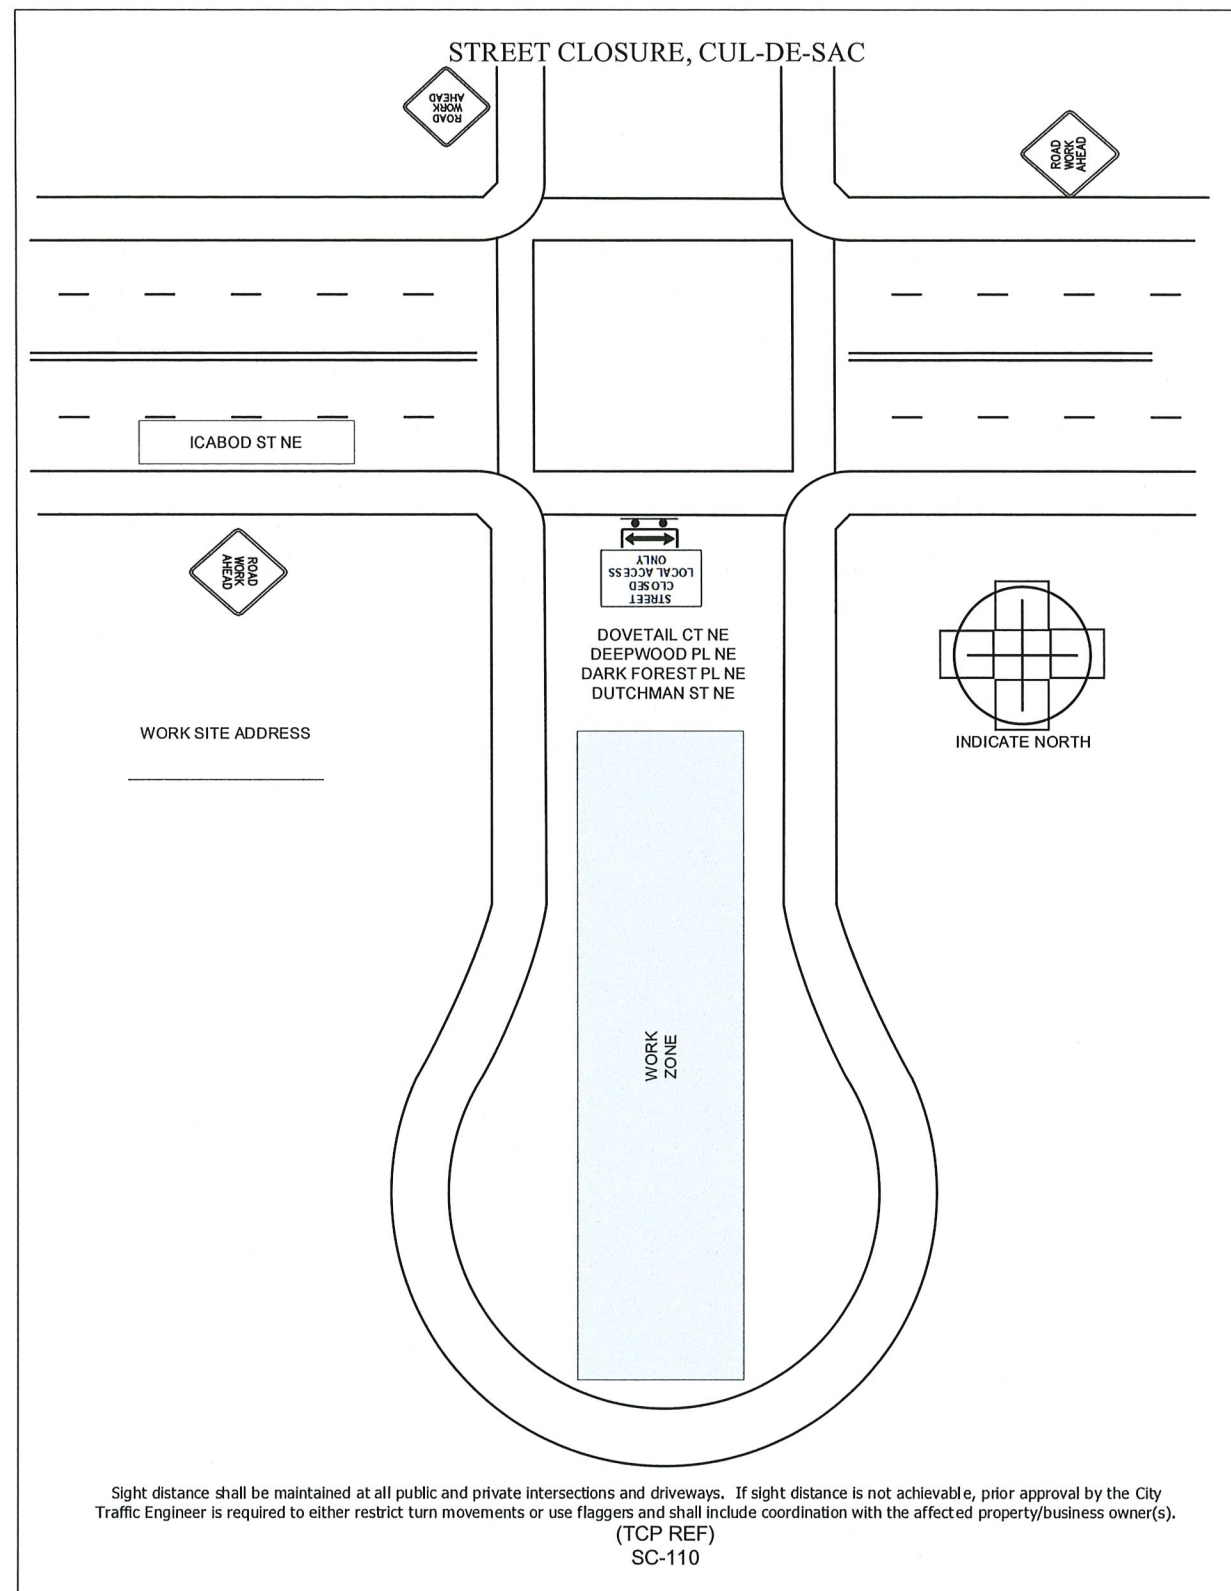 STREET CLOSURE, CUL-DE-SAC
ROAD
WORK
AHEAD
ROAD
WORK
AHEAD
ICABOD ST NE
ROAD
WORK
AHEAD
STREET
CLOSED
LOCAL ACCESS
ONLY
DOVETAIL CT NE
DEEPWOOD PL NE
DARK FOREST PL NE
DUTCHMAN ST NE
WORK SITE ADDRESS
INDICATE NORTH
WORK
ZONE
Sight distance shall be maintained at all public and private intersections and driveways.  If sight distance is not achievable, prior approval by the City
Traffic Engineer is required to either restrict turn movements or use flaggers and shall include coordination with the affected property/business owner(s).
(TCP REF)
SC-110